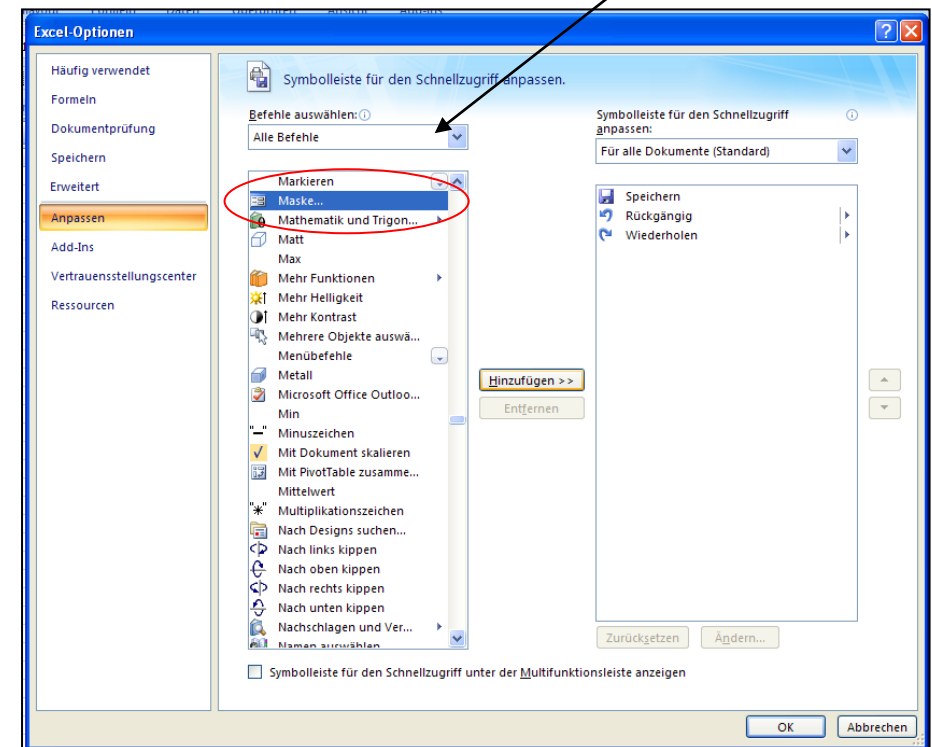 Excel-Optionen
Häufig verwendet
Formeln
Dokumentprüfung
Speichern
Erweitert
Anpassen
Add-Ins
Vertrauensstellungscenter
Ressourcen
Symbolleiste für den Schnellzugriff anpassen.
Befehle auswählen:
Alle Befehle
Markieren
Maske...
Mathematik und Trigon...
Matt
Max
Mehr Funktionen
Mehr Helligkeit
Mehr Kontrast
Mehrere Objekte auswä...
Menübefehle
Metall
Microsoft Office Outloo...
Min
Minuszeichen
Mit Dokument skalieren
Mit PivotTable zusamme...
Mittelwert
Multiplikationszeichen
Nach Designs suchen...
Nach links kippen
Nach oben kippen
Nach rechts kippen
Nach unten kippen
Nachschlagen und Ver...
Namen auswählen
Hinzufügen >>
Entfernen
Symbolleiste für den Schnellzugriff
anpassen:
Für alle Dokumente (Standard)
Speichern
Rückgängig
Wiederholen
Zurücksetzen
Ändern...
Symbolleiste für den Schnellzugriff unter der Multifunktionsleiste anzeigen
OK
Abbrechen